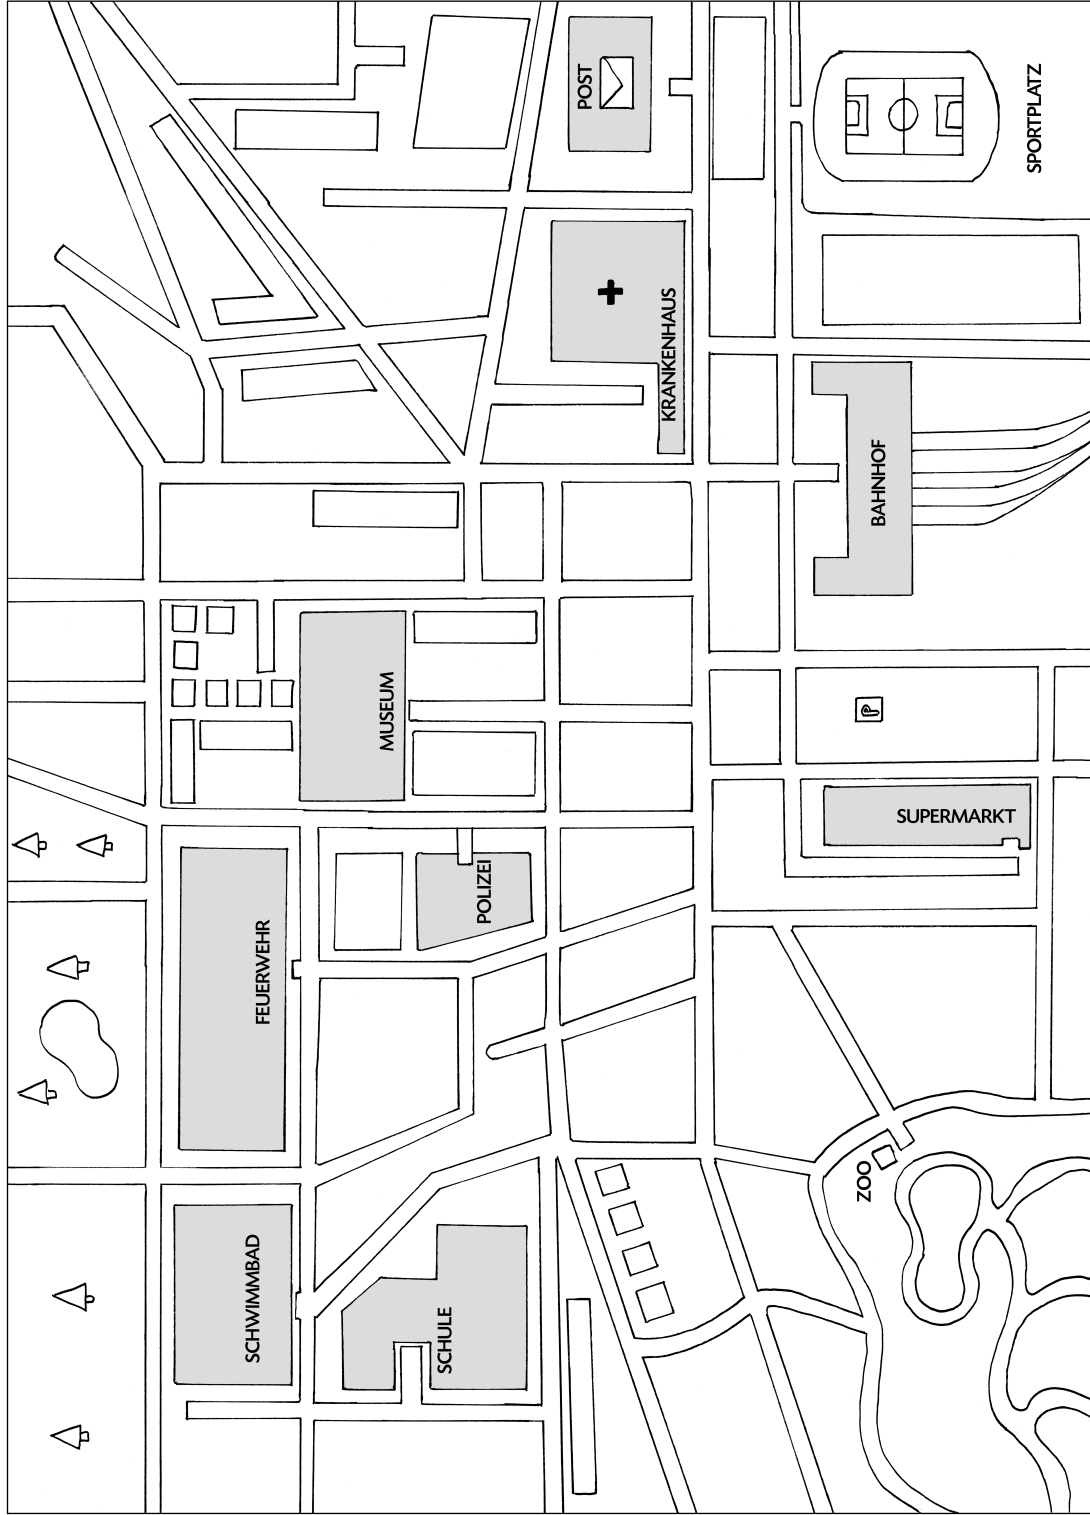 SCHWIMMBAD
FEUERWEHR
MUSEUM
SCHULE
POLIZEI
POST
KRANKENHAUS
ZOO
BAHNHOF
SUPERMARKT
P
SPORTPLATZ